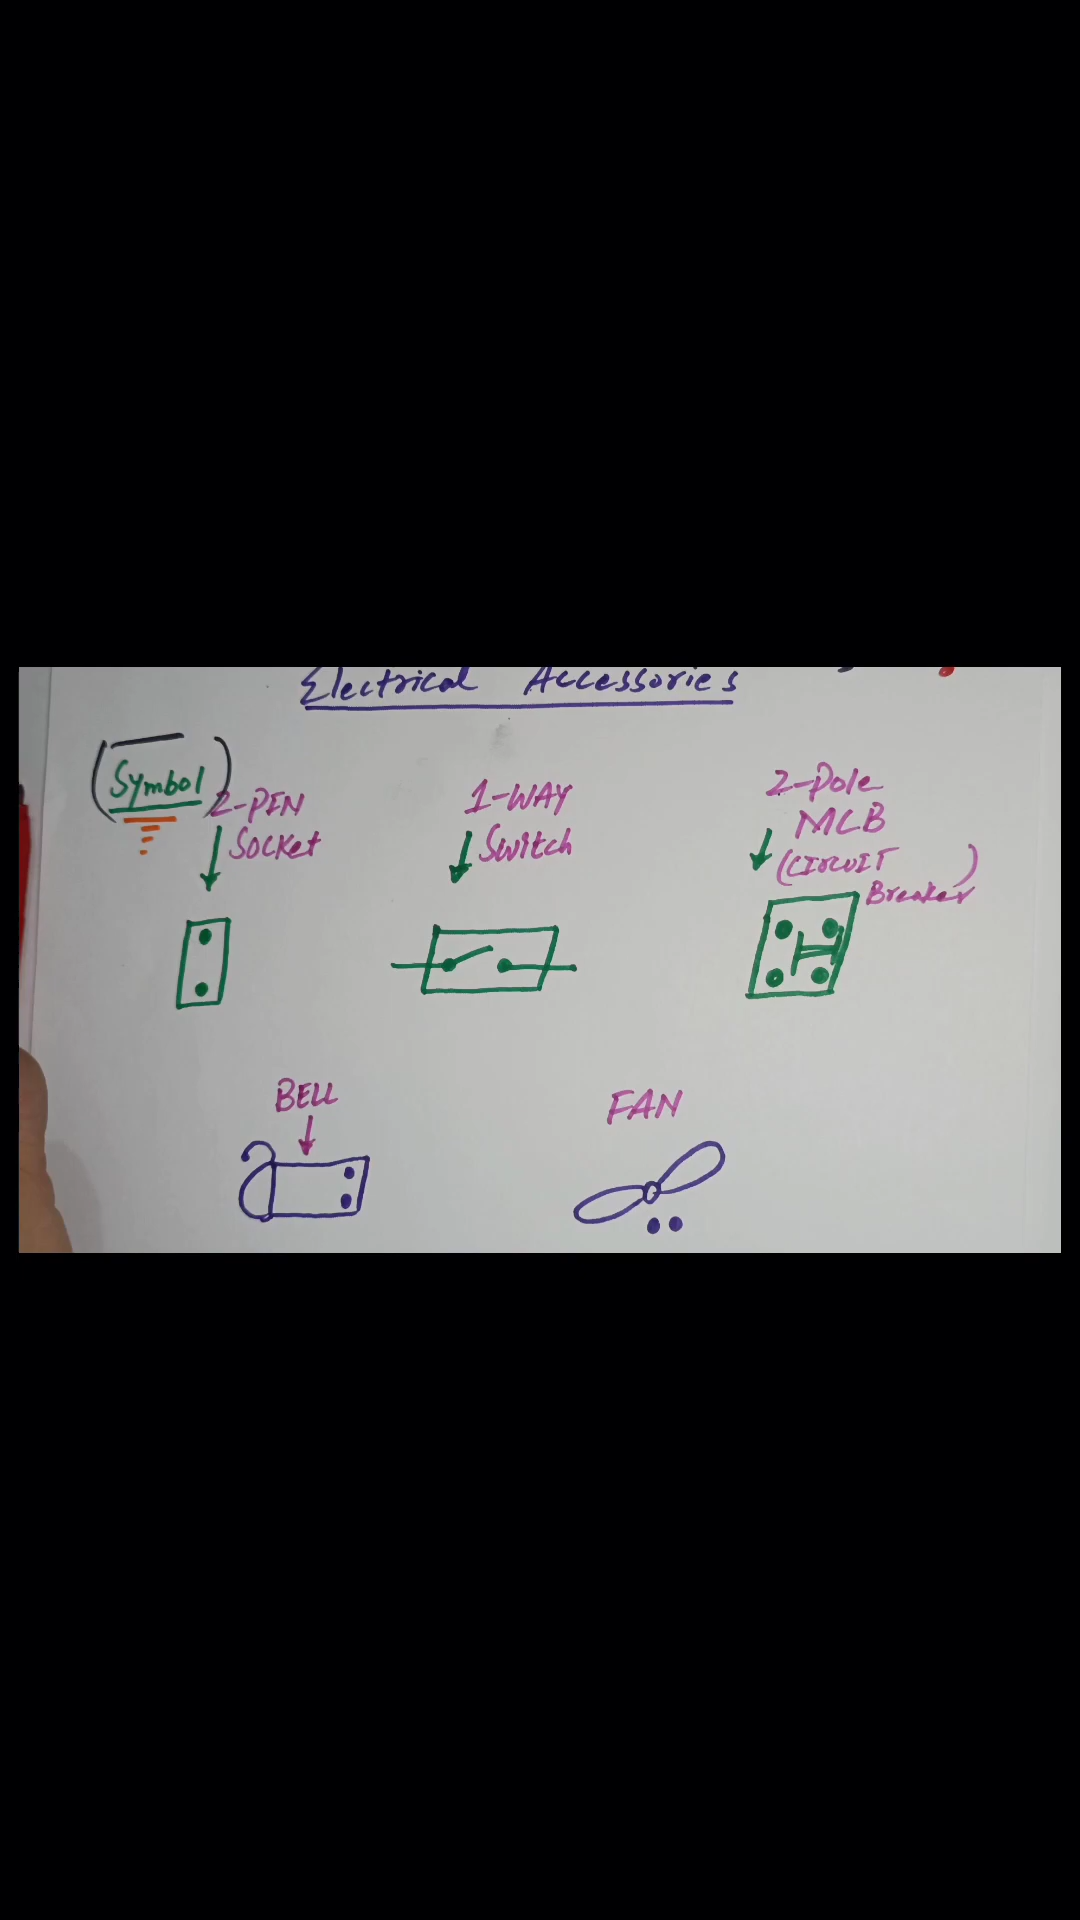 Electrical Accessories
(Symbol)
2-PIN
Socket
1-WAY
Switch
2-Pole
MCB
(CIRCUIT
Breaker)
BELL
FAN